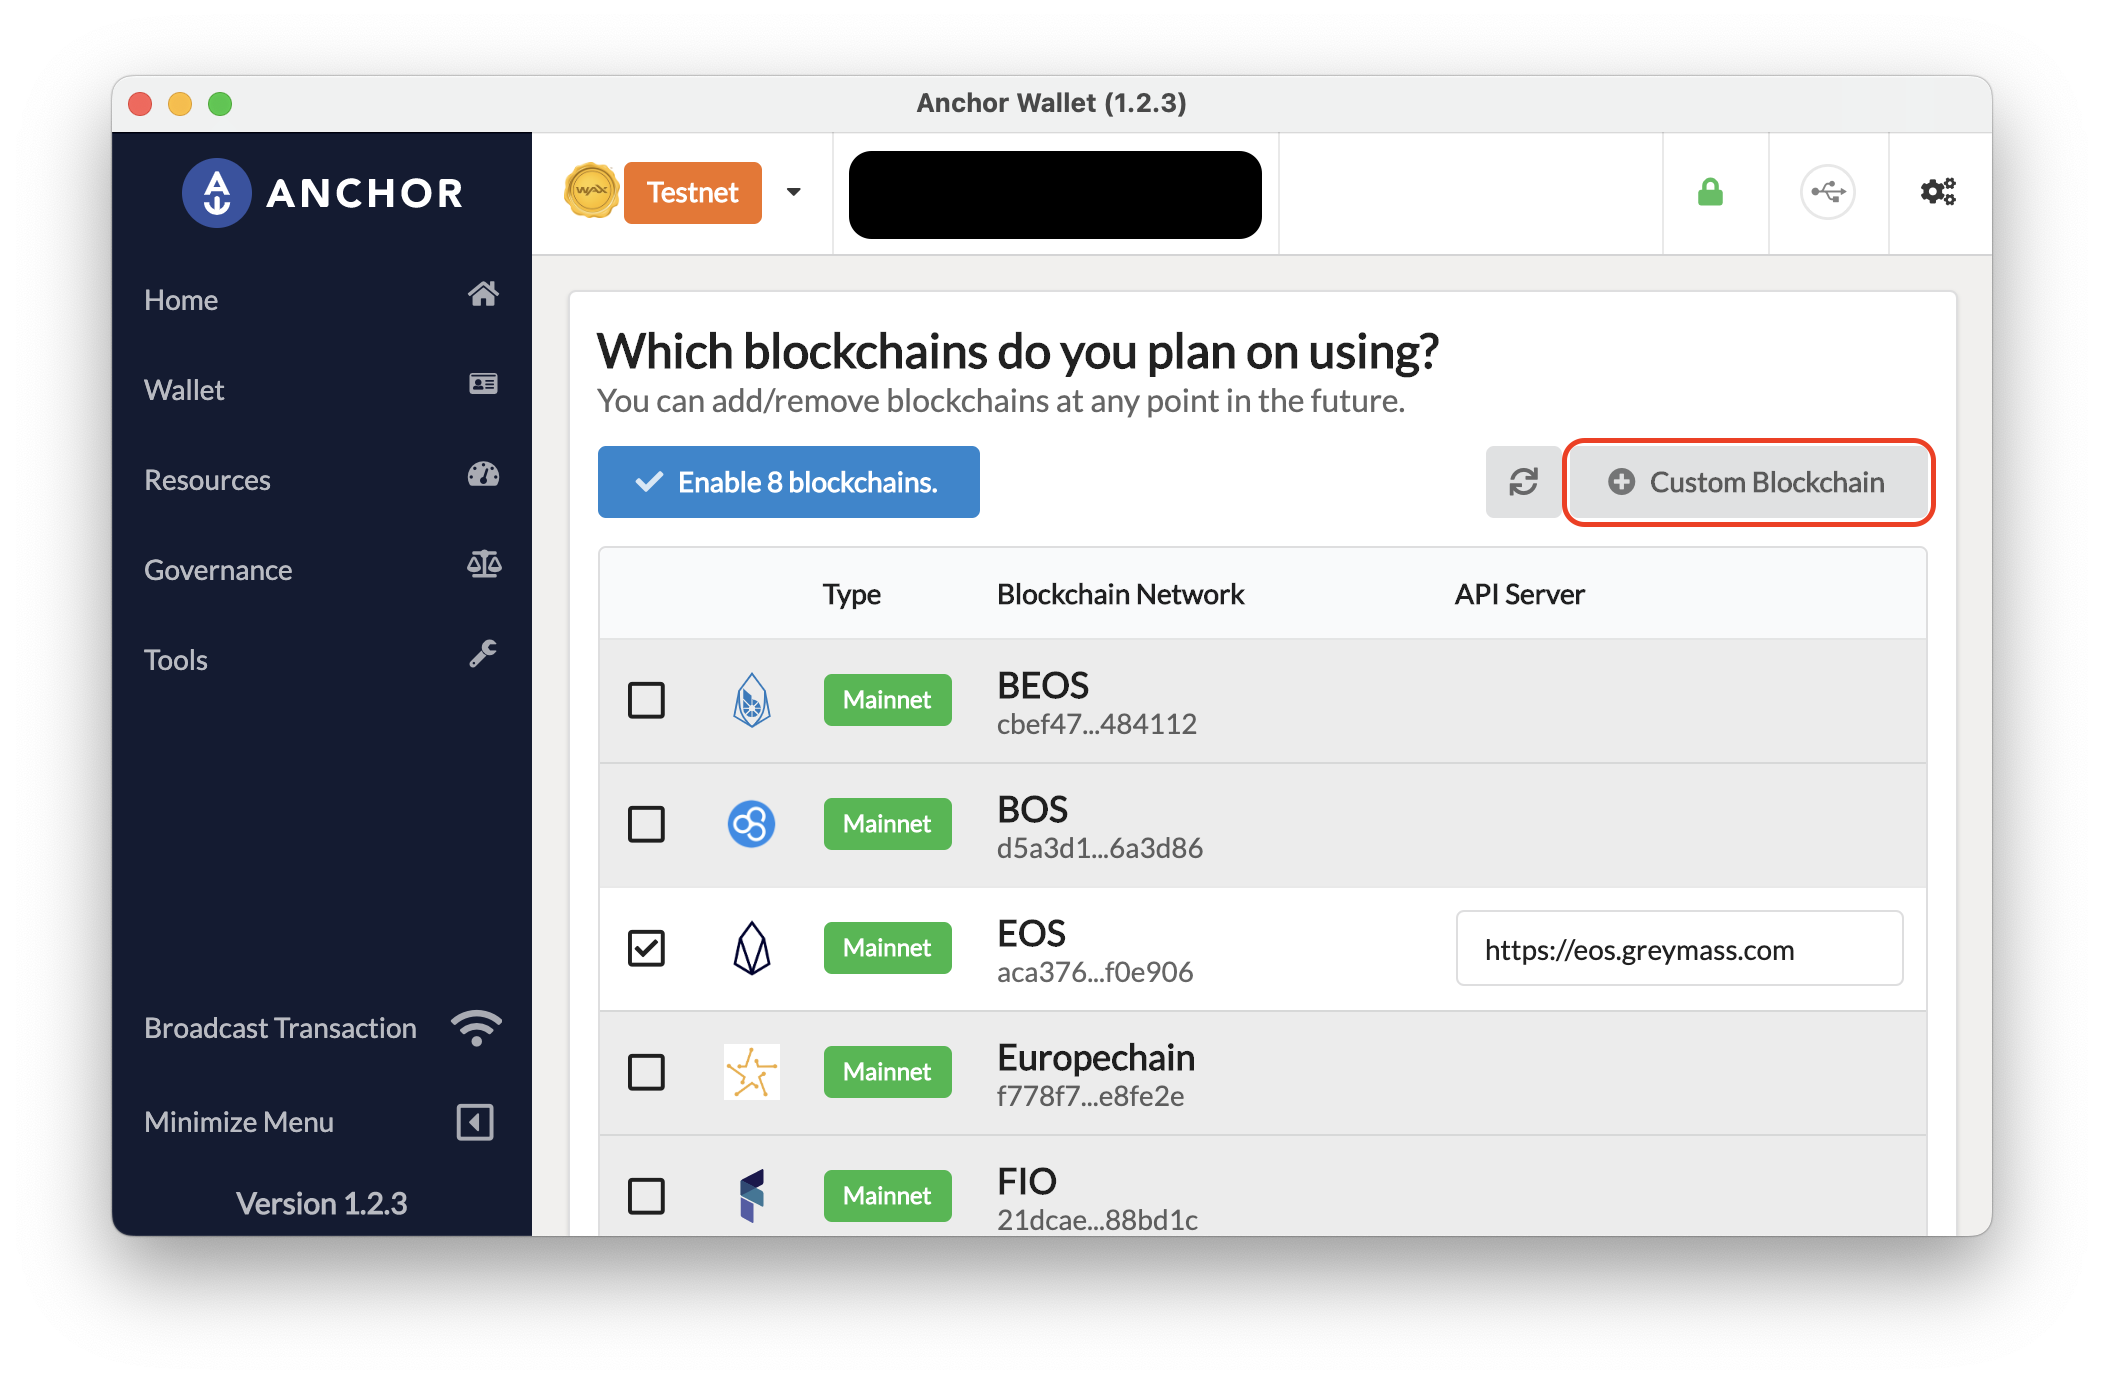 Anchor Wallet (1.2.3)
ANCHOR
WAX
Testnet
Home
Wallet
Resources
Governance
Tools
Broadcast Transaction
Minimize Menu
Version 1.2.3
Which blockchains do you plan on using?
You can add/remove blockchains at any point in the future.
Enable 8 blockchains.
Custom Blockchain
Type Blockchain Network API Server
Mainnet BEOS
cbef47...484112
Mainnet BOS
d5a3d1...6a3d86
Mainnet EOS https://eos.greymass.com
aca376...f0e906
Mainnet Europechain
f778f7...e8fe2e
Mainnet FIO
21dcae...88bd1c